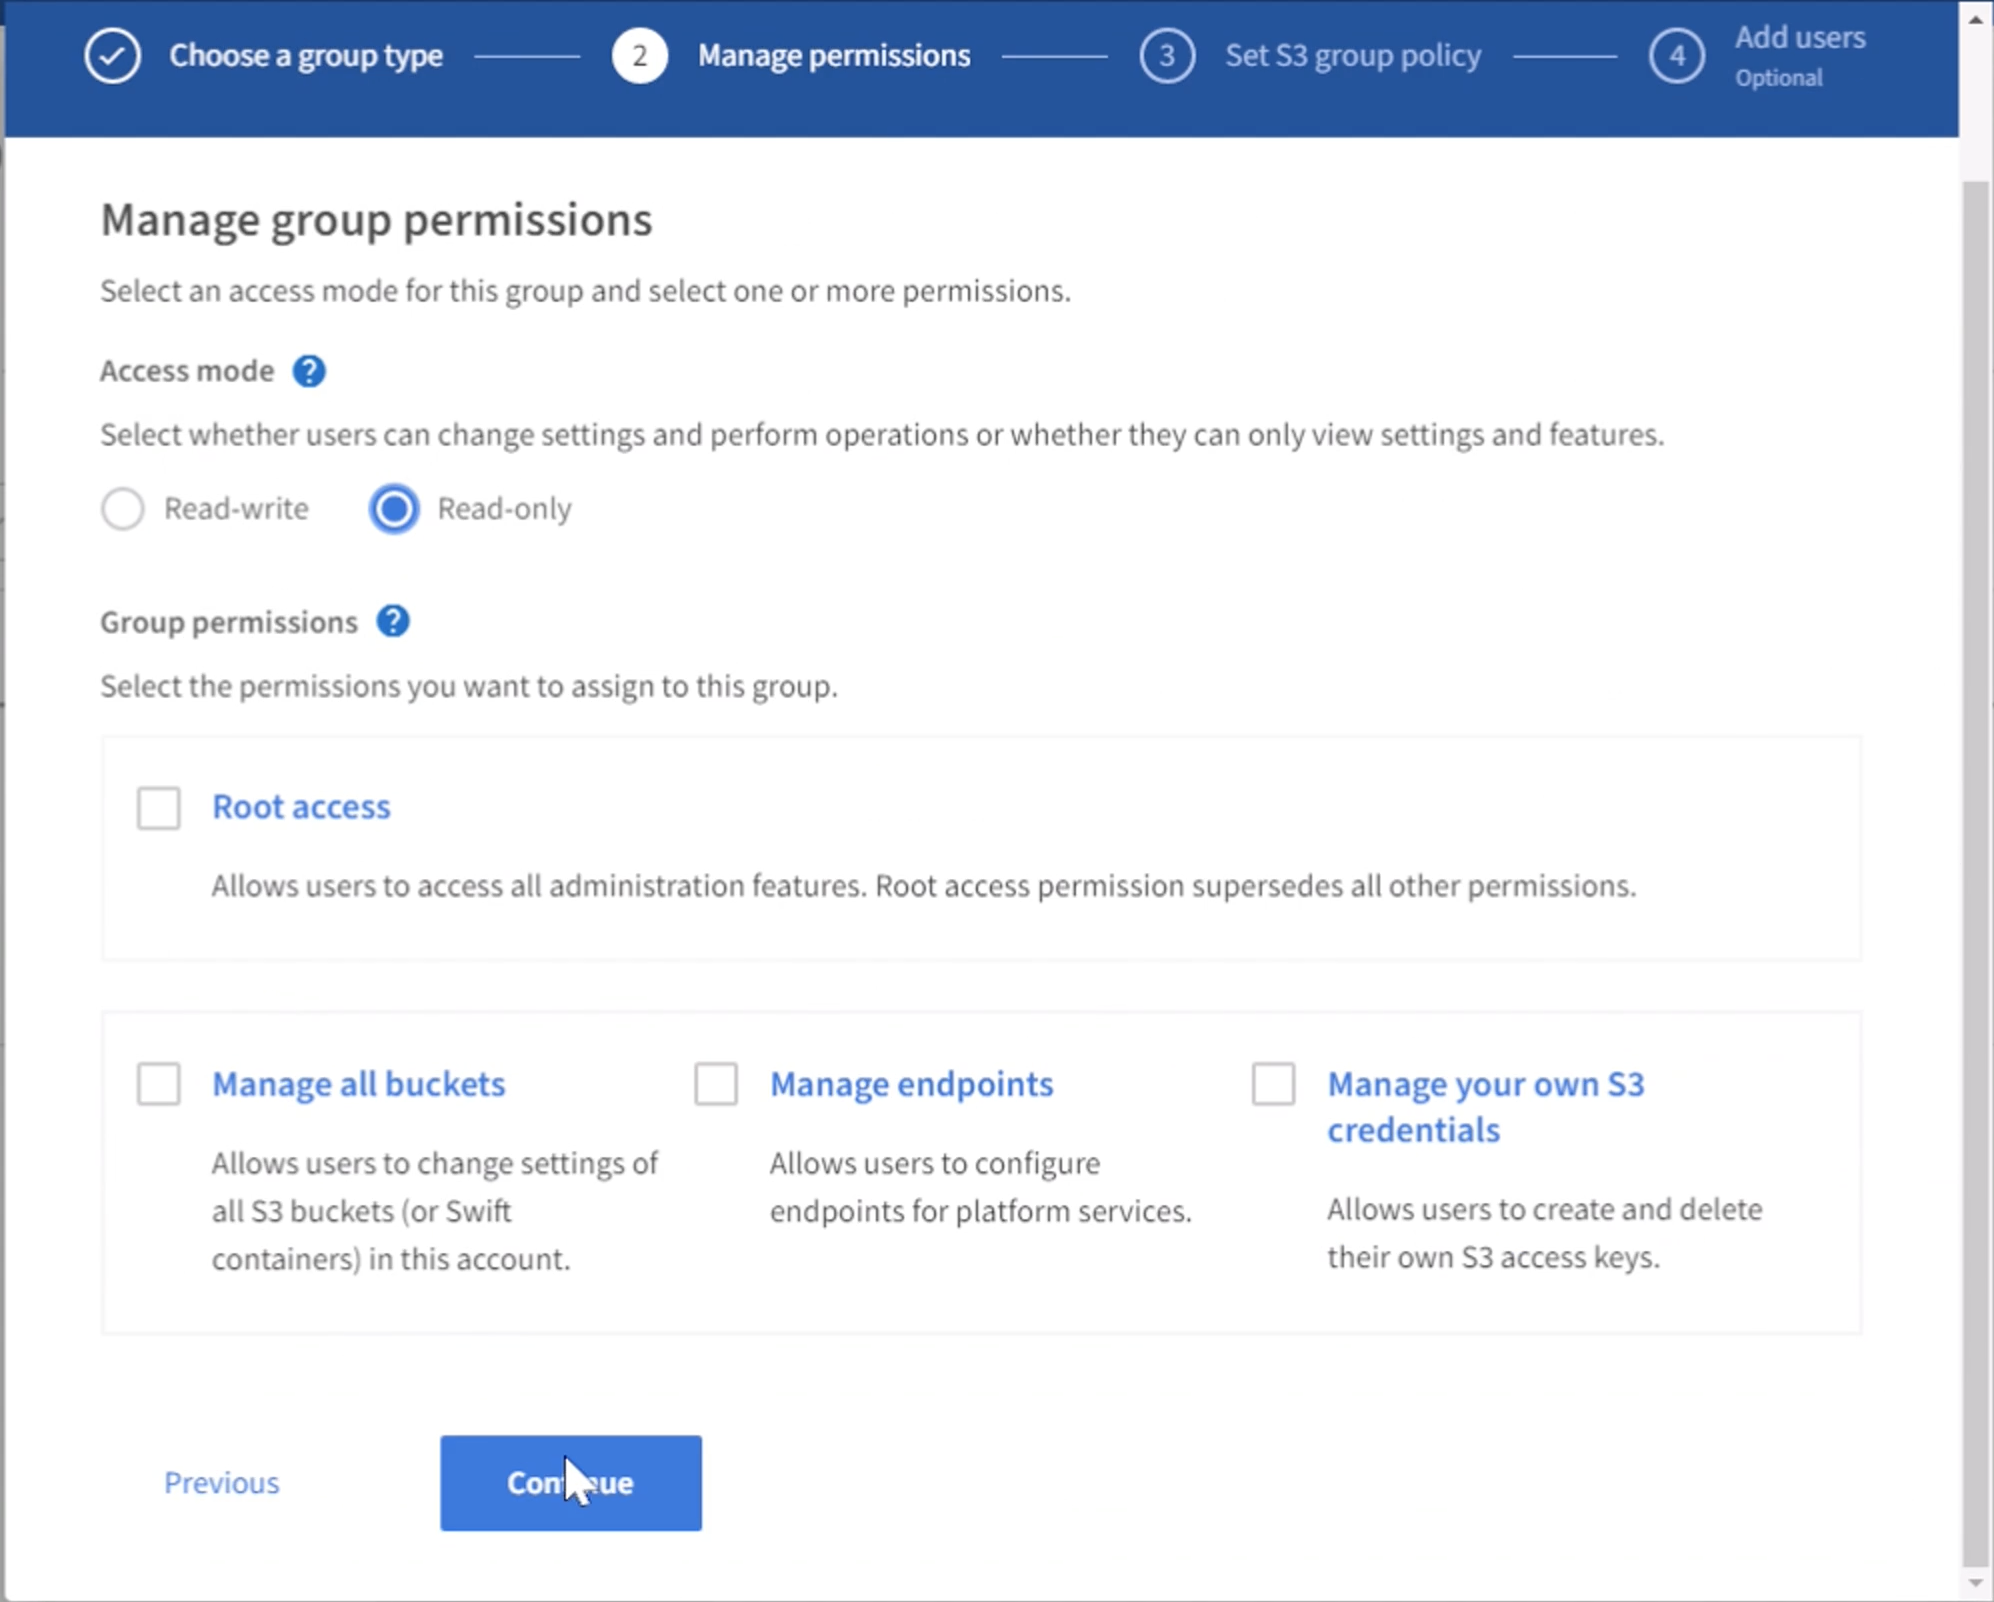 Choose a group type
2
Manage permissions
3
Set S3 group policy
4
Add users
Optional
Manage group permissions
Select an access mode for this group and select one or more permissions.
Access mode ?
Select whether users can change settings and perform operations or whether they can only view settings and features.
Read-write
Read-only
Group permissions ?
Select the permissions you want to assign to this group.
Root access
Allows users to access all administration features. Root access permission supersedes all other permissions.
Manage all buckets
Allows users to change settings of
all S3 buckets (or Swift
containers) in this account.
Manage endpoints
Allows users to configure
endpoints for platform services.
Manage your own S3
credentials
Allows users to create and delete
their own S3 access keys.
Previous
Continue